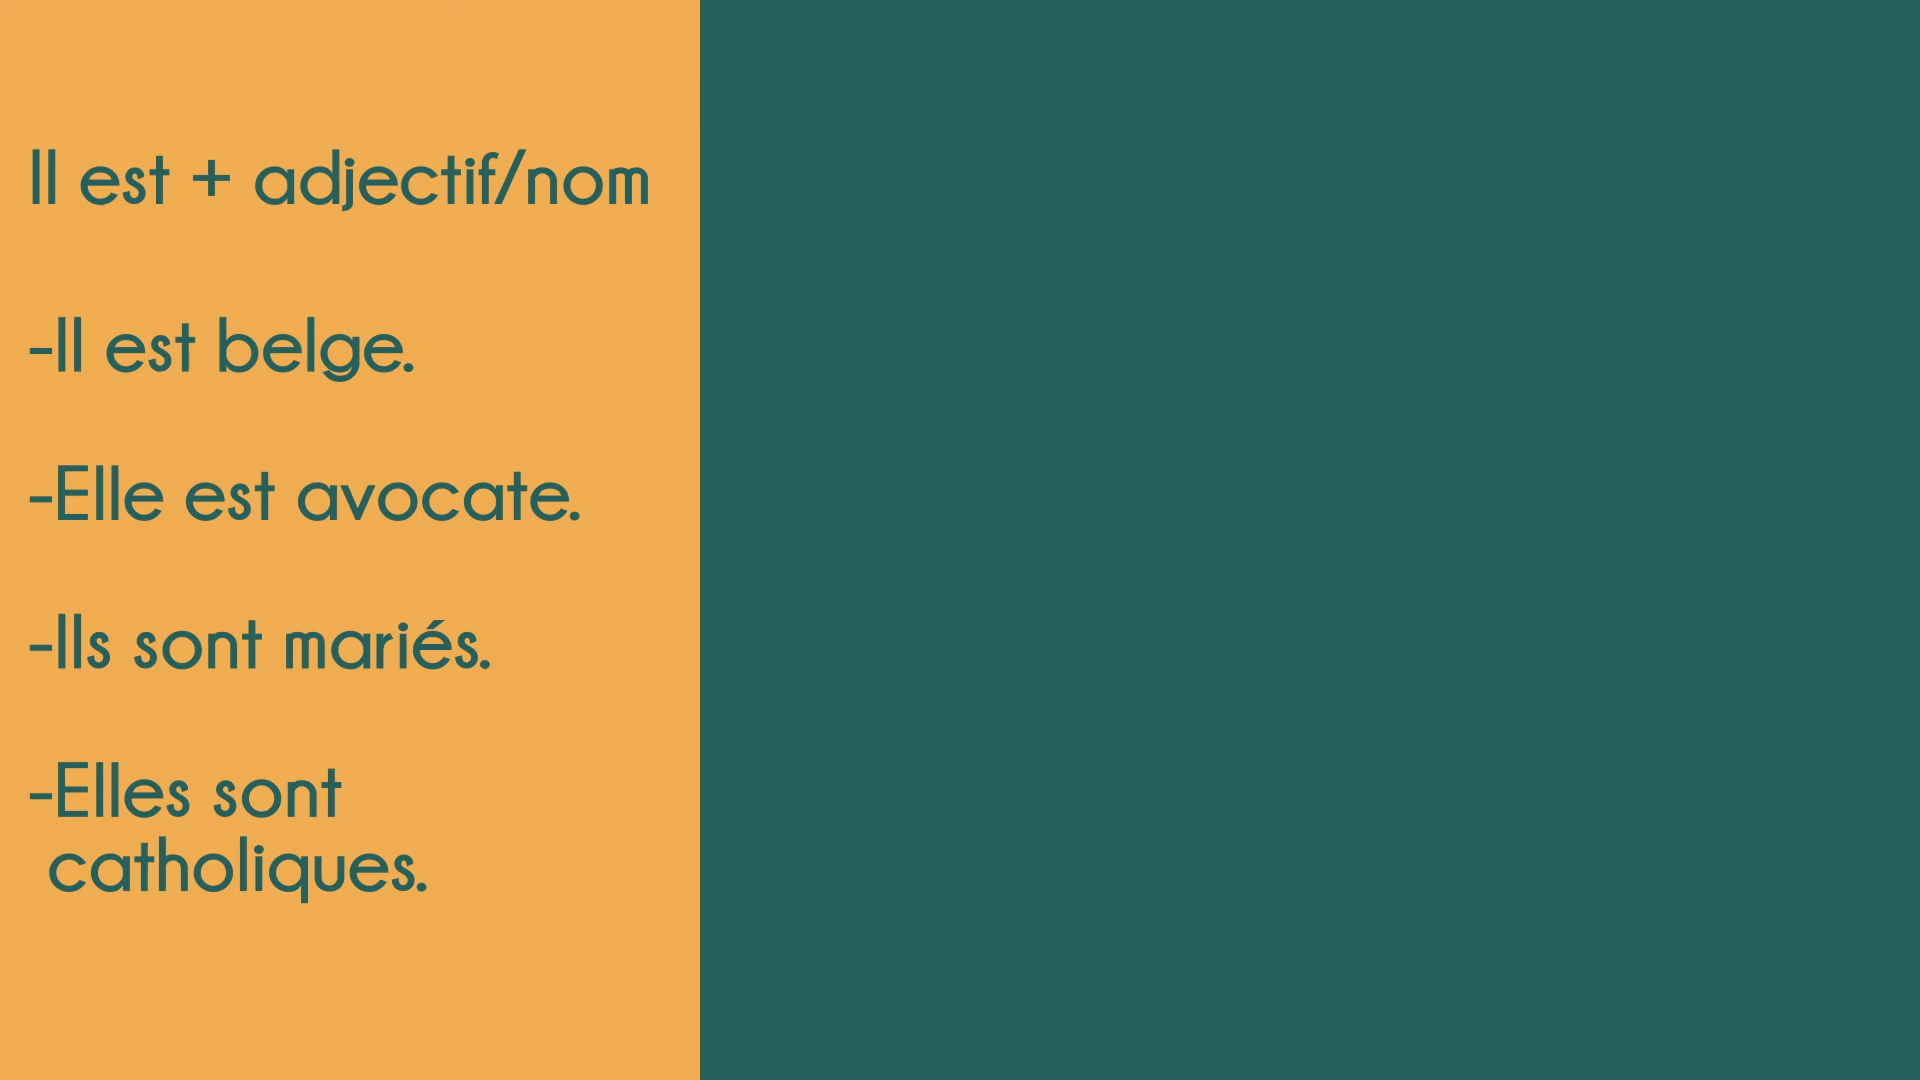 Il est + adjectif/nom
-Il est belge.
-Elle est avocate.
-Ils sont mariés.
-Elles sont
catholiques.